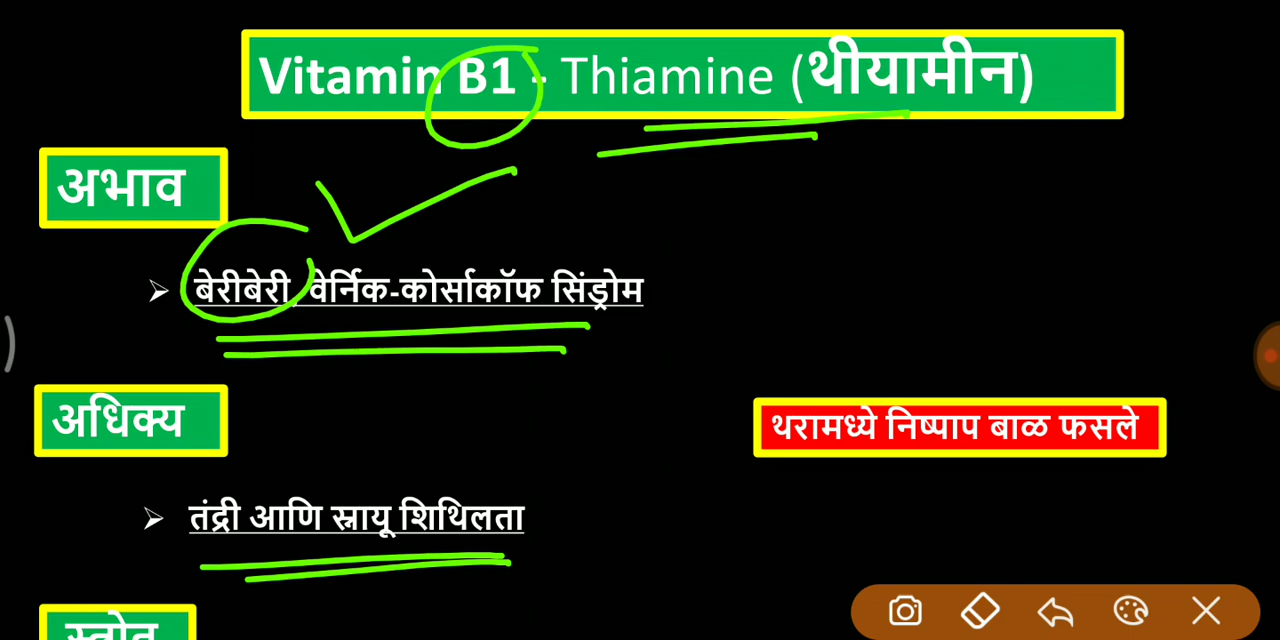 Vitamin B1 - Thiamine (थीयामीन)
अभाव
बेरीबेरी, वेर्निक-कोर्साकॉफ सिंड्रोम
अधिक्य
थरामध्ये निष्पाप बाळ फसले
तंद्री आणि स्नायू शिथिलता
स्त्रोत